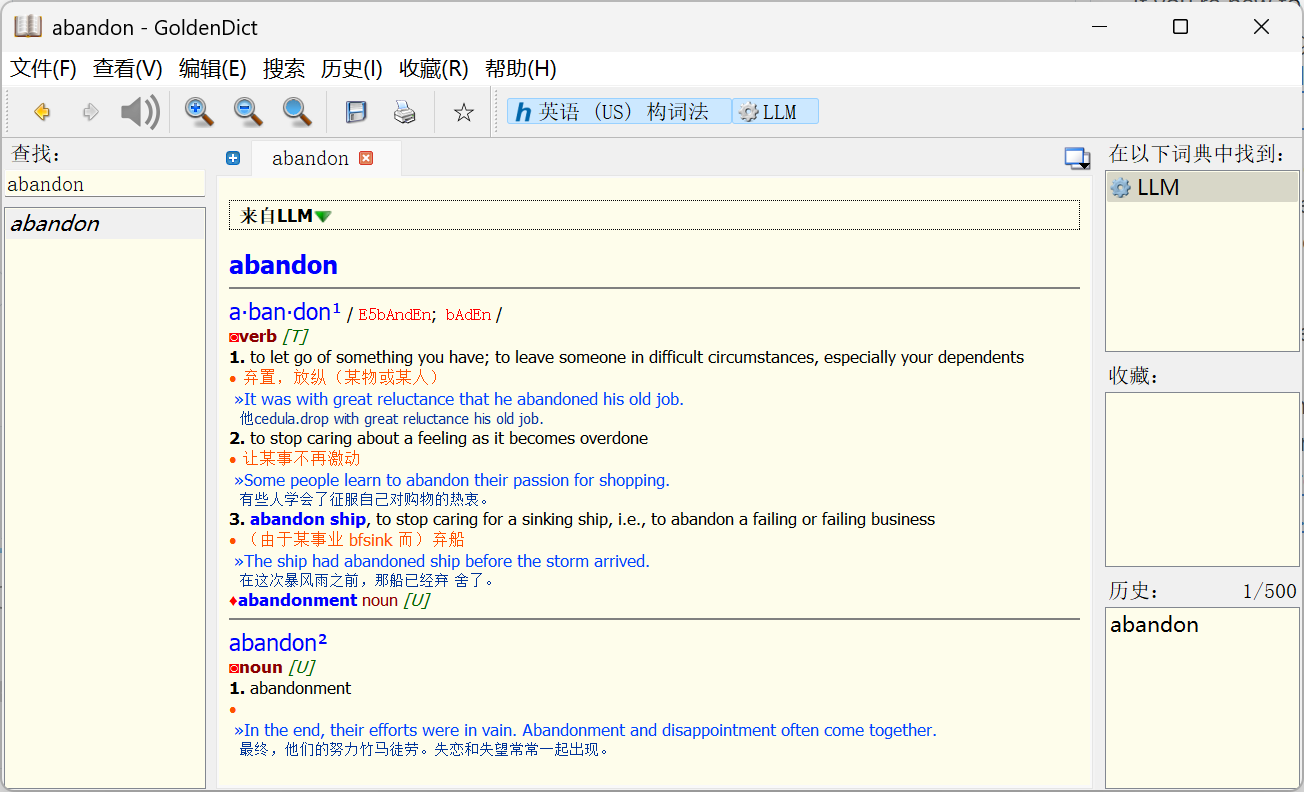 abandon - GoldenDict
文件(F) 查看(V) 编辑(E) 搜索 历史(I) 收藏(R) 帮助(H)
h 英语（US）构词法 LLM
查找：
abandon
abandon
abandon
来自LLM
abandon
a·ban·don¹ / E5bAndEn; bAdEn /
verb [T]
1. to let go of something you have; to leave someone in difficult circumstances, especially your dependents
• 弃置，放纵（某物或某人）
»It was with great reluctance that he abandoned his old job.
他cedula.drop with great reluctance his old job.
2. to stop caring about a feeling as it becomes overdone
• 让某事不再激动
»Some people learn to abandon their passion for shopping.
有些人学会了征服自己对购物的热衷。
3. abandon ship, to stop caring for a sinking ship, i.e., to abandon a failing or failing business
• （由于某事业 bfsink 而）弃船
»The ship had abandoned ship before the storm arrived.
在这次暴风雨之前，那船已经弃 舍了。
♦abandonment noun [U]
abandon²
noun [U]
1. abandonment
•
»In the end, their efforts were in vain. Abandonment and disappointment often come together.
最终，他们的努力竹马徒劳。失恋和失望常常一起出现。
在以下词典中找到：
LLM
收藏：
历史： 1/500
abandon